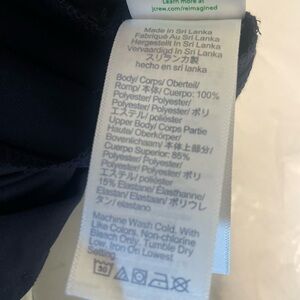 Learn more at
jcrew.com/reimagined
Made In Sri Lanka
Fabriqué Au Sri Lanka
Hergestellt In Sri Lanka
Vervaardigd In Sri Lanka
スリランカ製
hecho en sri lanka
Body/ Corps/ Oberteil/
Romp/ 本体/ Cuerpo: 100%
Polyester/ Polyester/
Polyester/ Polyester/ ポリ
エステル/ poliéster
Upper Body/ Corps Partie
Haute/ Oberkörper/
Bovenlichaam/ 本体上部分/
Cuerpo Superior: 85%
Polyester/ Polyester/
Polyester/ Polyester/ ポリ
エステル/ poliéster
15% Elastane/ Élasthanne/
Elastan/ Elastaan/ ポリウレ
タン/ elastano
Machine Wash Cold. With
Like Colors. Non-chlorine
Bleach Only. Tumble Dry
Low. Iron On Lowest
Setting.
30